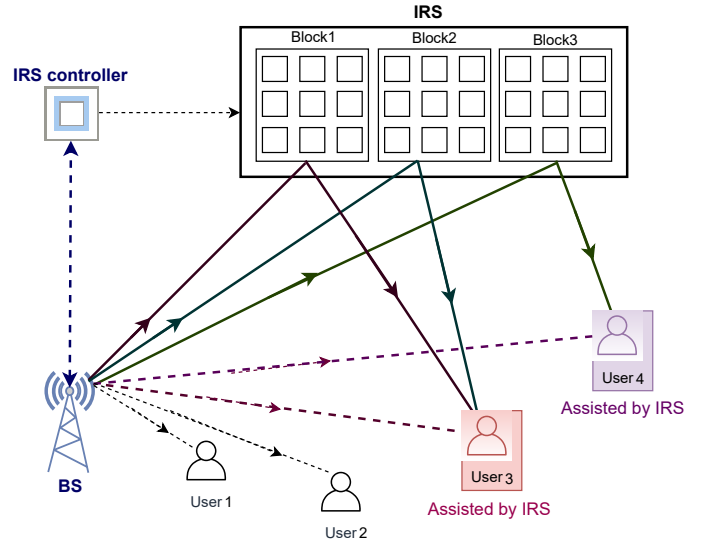 IRS
Block1 Block2 Block3
IRS controller
User 4
Assisted by IRS
User 3
Assisted by IRS
BS
User 1
User 2